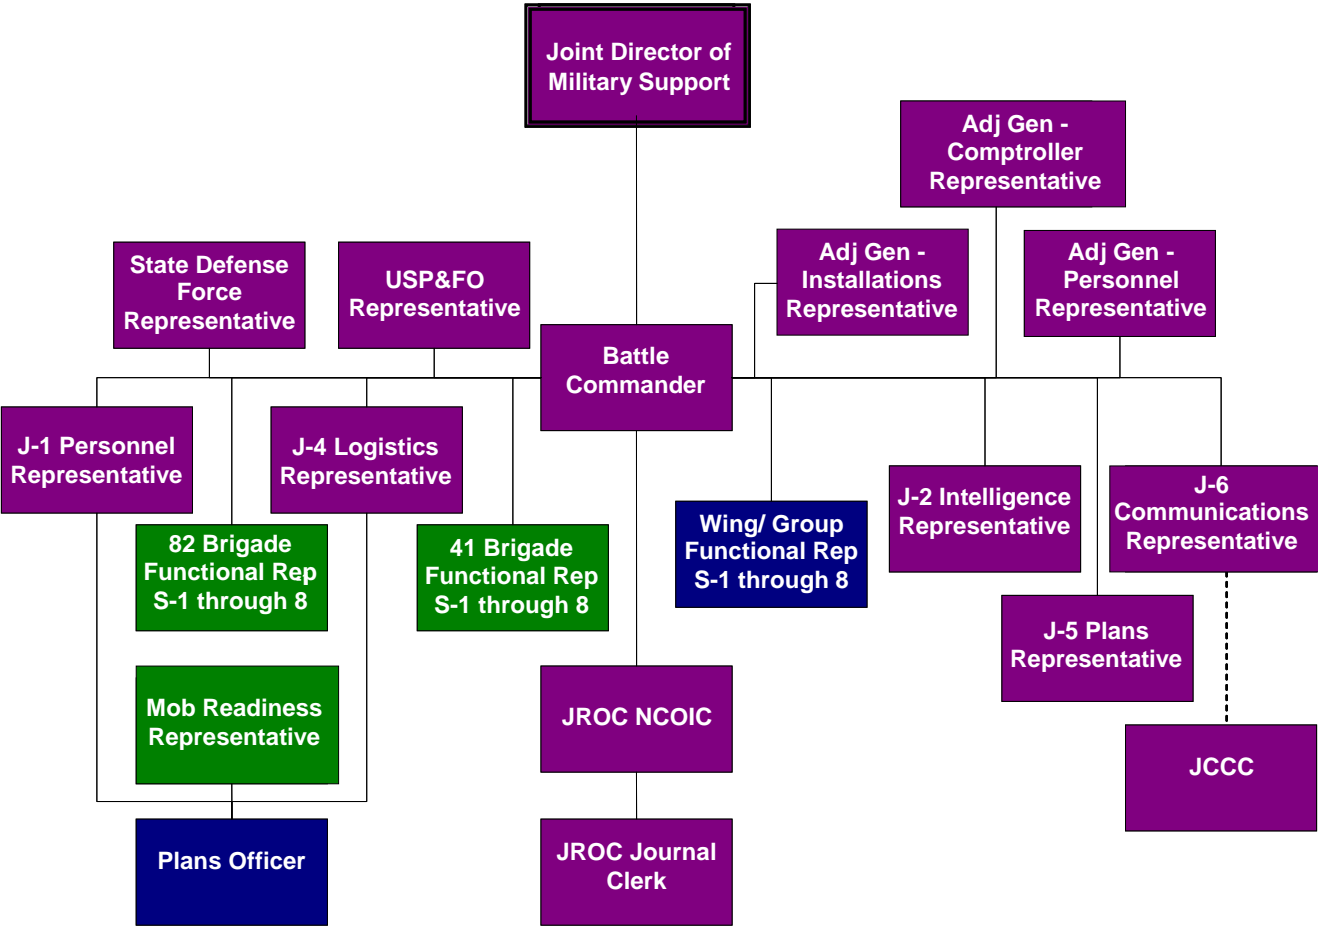 Joint Director of
Military Support
Adj Gen -
Comptroller
Representative
State Defense
Force
Representative
USP&FO
Representative
Adj Gen -
Installations
Representative
Adj Gen -
Personnel
Representative
Battle
Commander
J-1 Personnel
Representative
J-4 Logistics
Representative
J-2 Intelligence
Representative
J-6
Communications
Representative
82 Brigade
Functional Rep
S-1 through 8
41 Brigade
Functional Rep
S-1 through 8
Wing/ Group
Functional Rep
S-1 through 8
J-5 Plans
Representative
Mob Readiness
Representative
JROC NCOIC
JCCC
Plans Officer
JROC Journal
Clerk